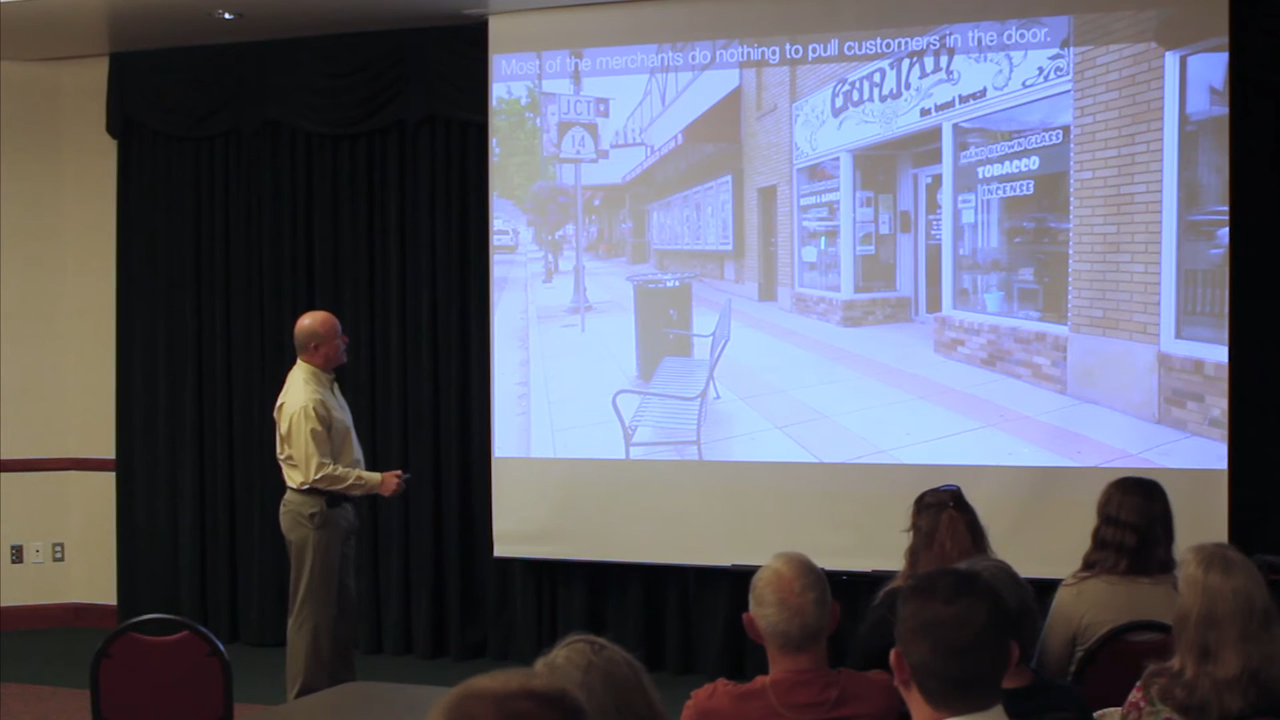 Most of the merchants do nothing to pull customers in the door.
JCT
14
the bead forest
HAND BLOWN GLASS
TOBACCO
INCENSE